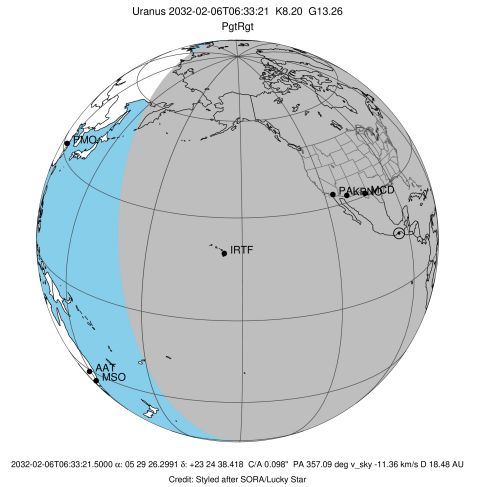 Uranus 2032-02-06T06:33:21 K8.20 G13.26
PgtRgt
PMO
MCD
IRTF
AAT
MSO
2032-02-06T06:33:21.5000 α: 05 29 26.2991 δ: +23 24 38.418 C/A 0.098" PA 357.09 deg v_sky -11.36 km/s D 18.48 AU
Credit: Styled after SORA/Lucky Star